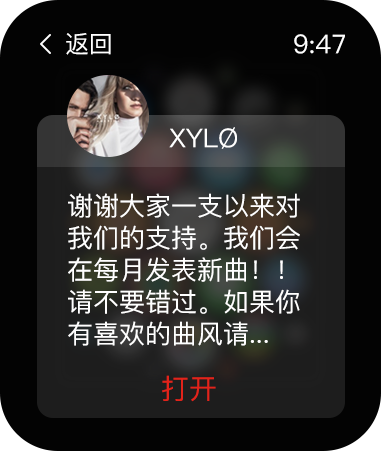 返回 9:47
XYLØ
谢谢大家一支以来对
我们的支持。我们会
在每月发表新曲！！
请不要错过。如果你
有喜欢的曲风请...
打开